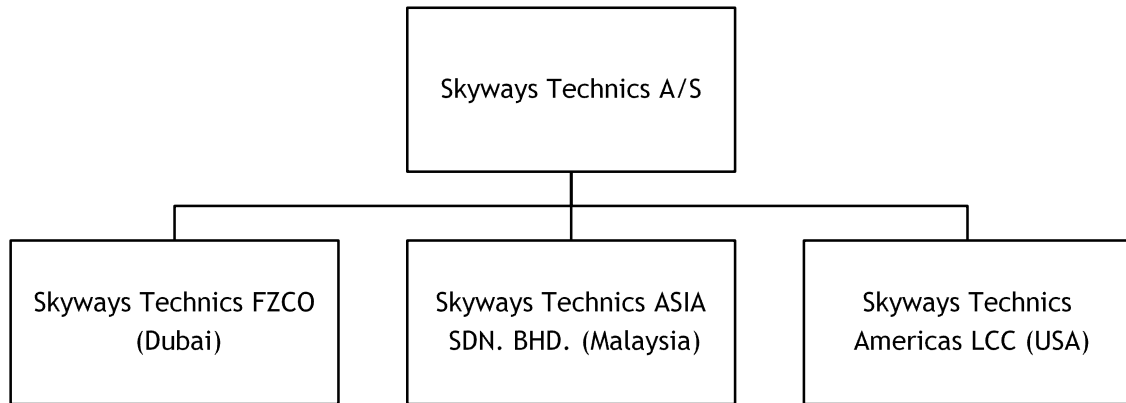 Skyways Technics A/S
Skyways Technics FZCO
(Dubai)
Skyways Technics ASIA
SDN. BHD. (Malaysia)
Skyways Technics
Americas LCC (USA)